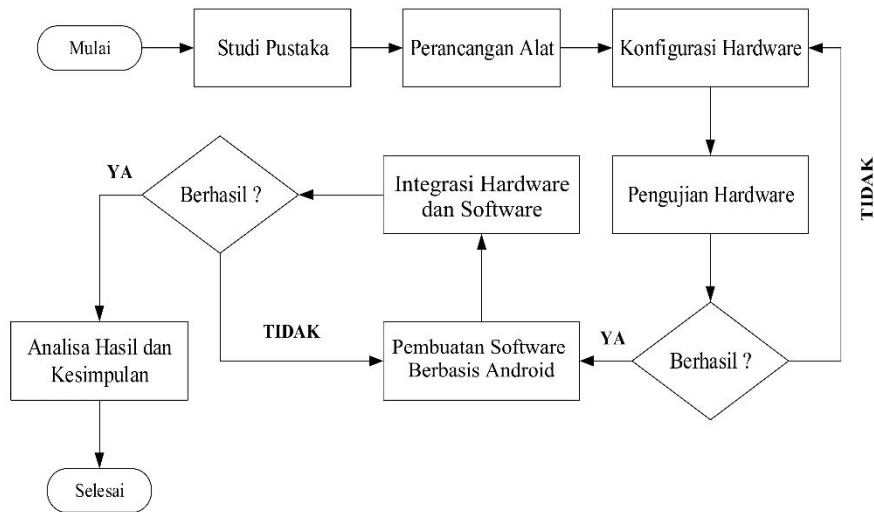 Mulai
Studi Pustaka
Perancangan Alat
Konfigurasi Hardware
TIDAK
Pengujian Hardware
Berhasil ?
YA
Pembuatan Software
Berbasis Android
Integrasi Hardware
dan Software
Berhasil ?
TIDAK
YA
Analisa Hasil dan
Kesimpulan
Selesai